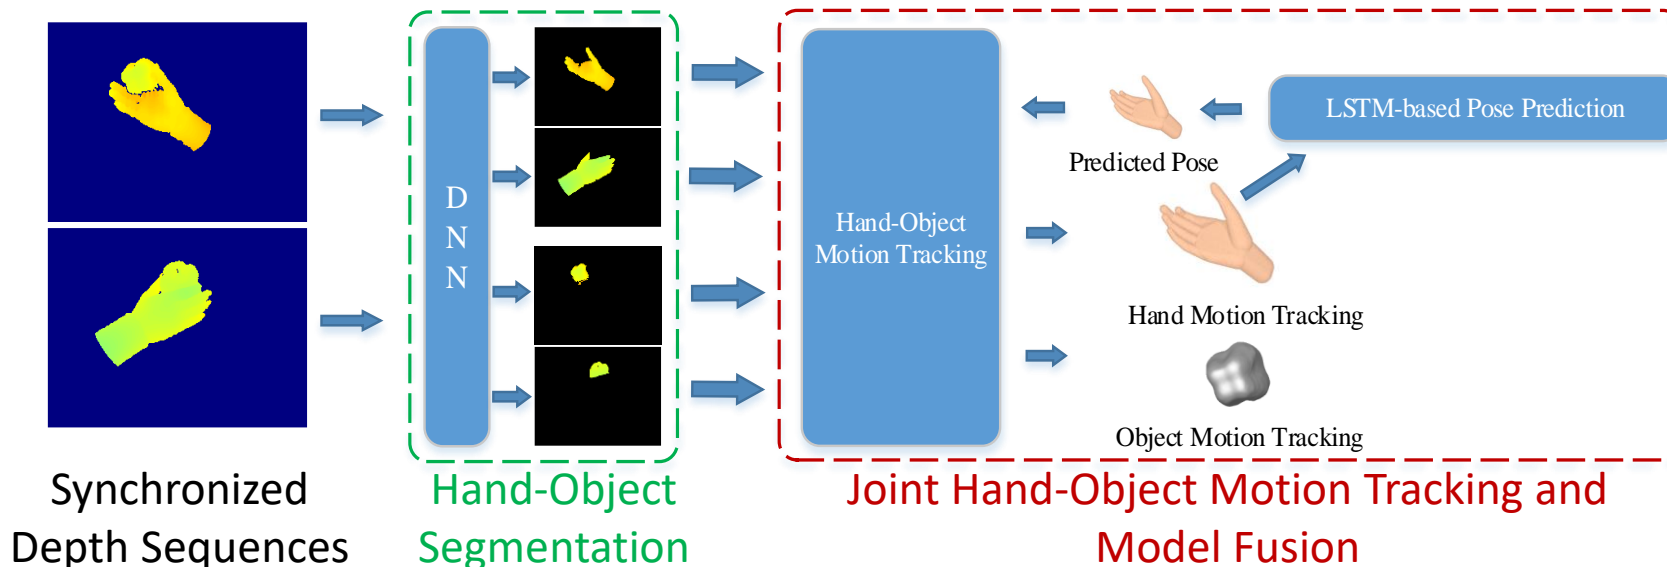 D
N
N
Hand-Object
Motion Tracking
LSTM-based Pose Prediction
Predicted Pose
Hand Motion Tracking
Object Motion Tracking
Synchronized
Depth Sequences
Hand-Object
Segmentation
Joint Hand-Object Motion Tracking and
Model Fusion